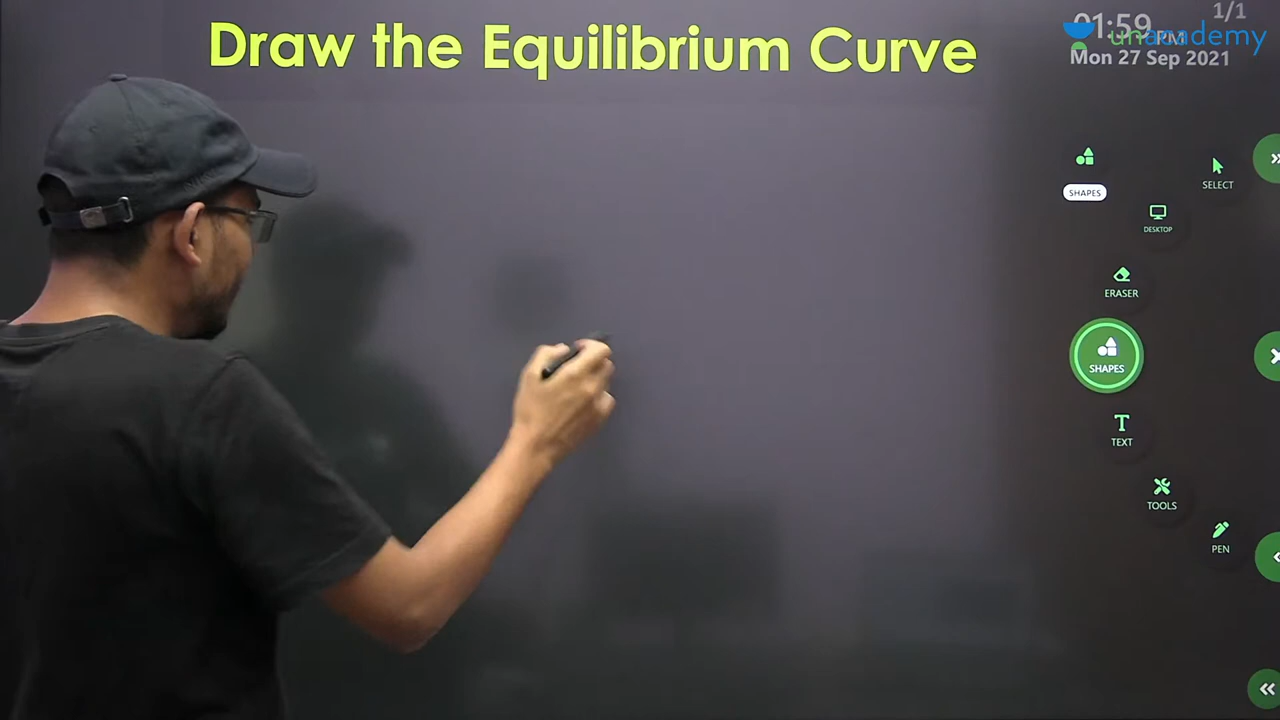 Draw the Equilibrium Curve
1/1
01:59 PM
unacademy
Mon 27 Sep 2021
SHAPES
SELECT
DESKTOP
ERASER
SHAPES
TEXT
TOOLS
PEN